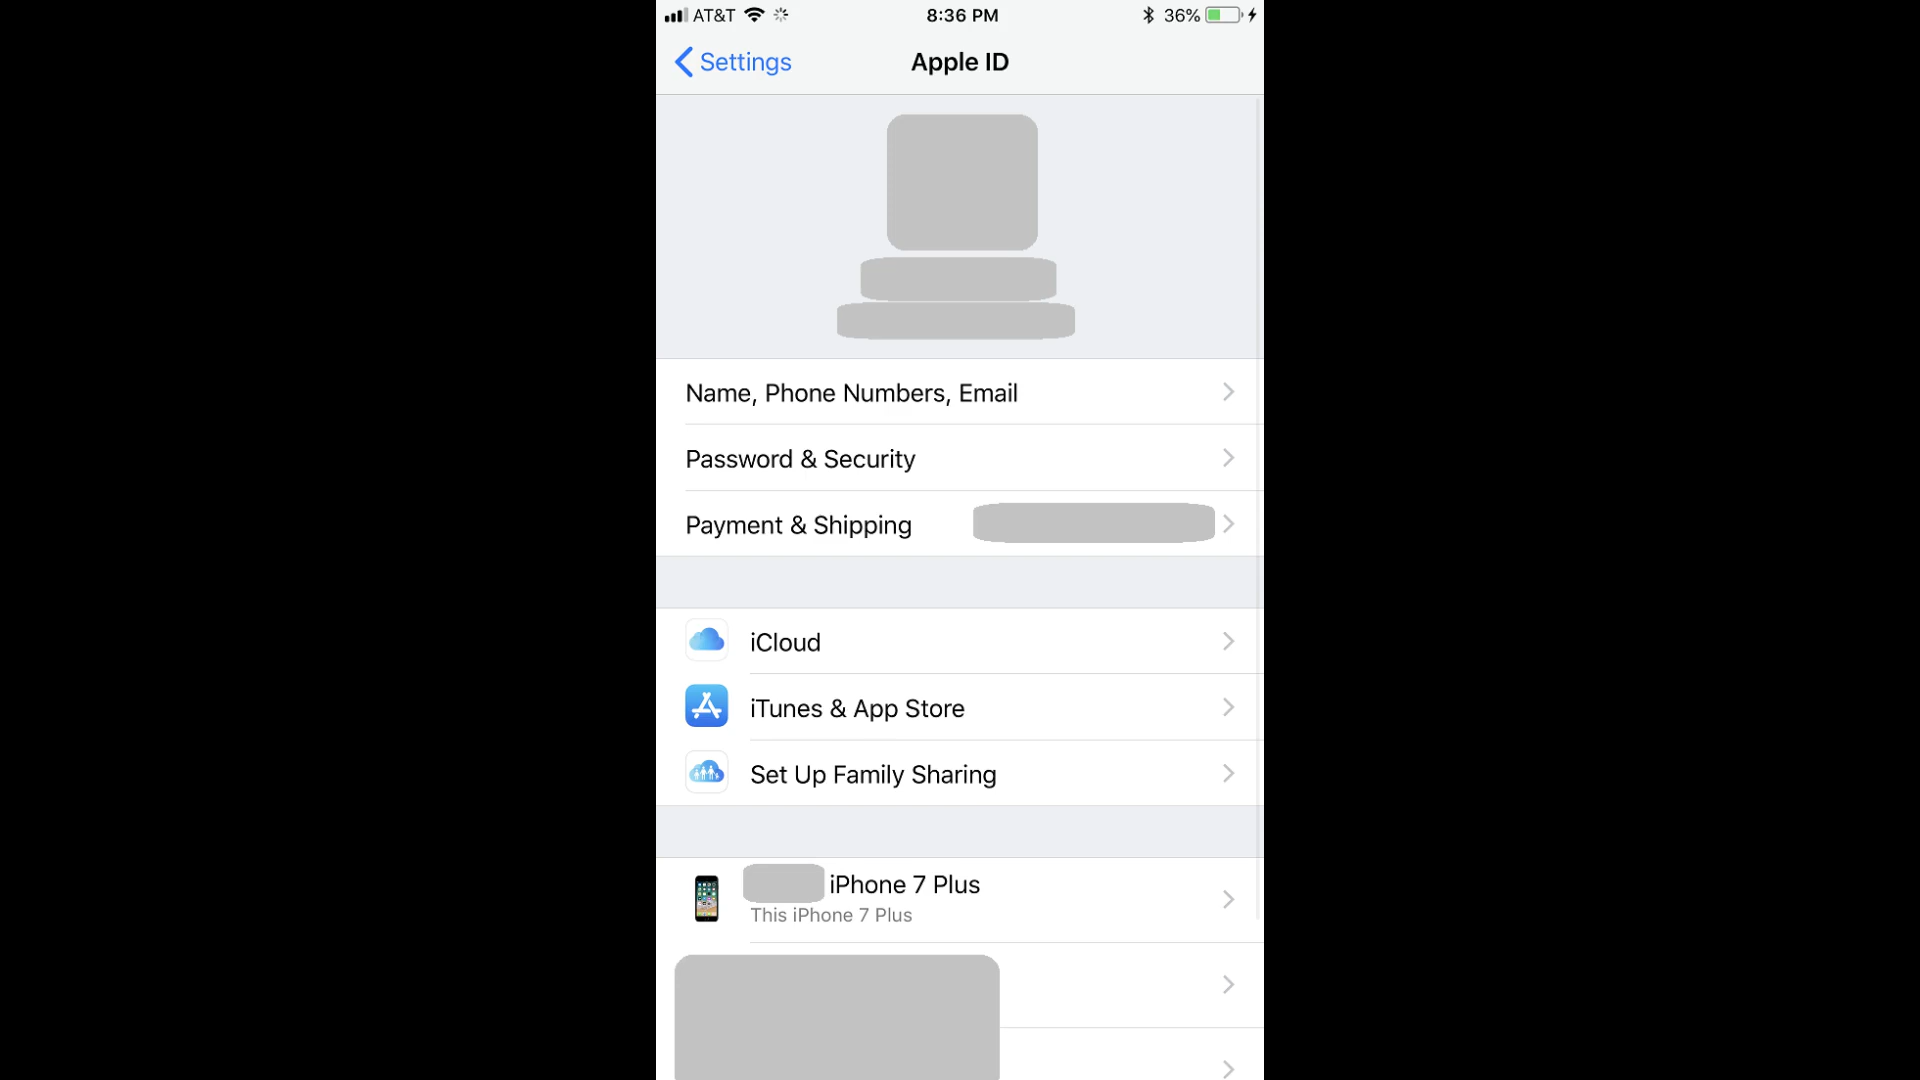 AT&T 8:36 PM 36%
Settings Apple ID
Name, Phone Numbers, Email
Password & Security
Payment & Shipping
iCloud
iTunes & App Store
Set Up Family Sharing
iPhone 7 Plus
This iPhone 7 Plus